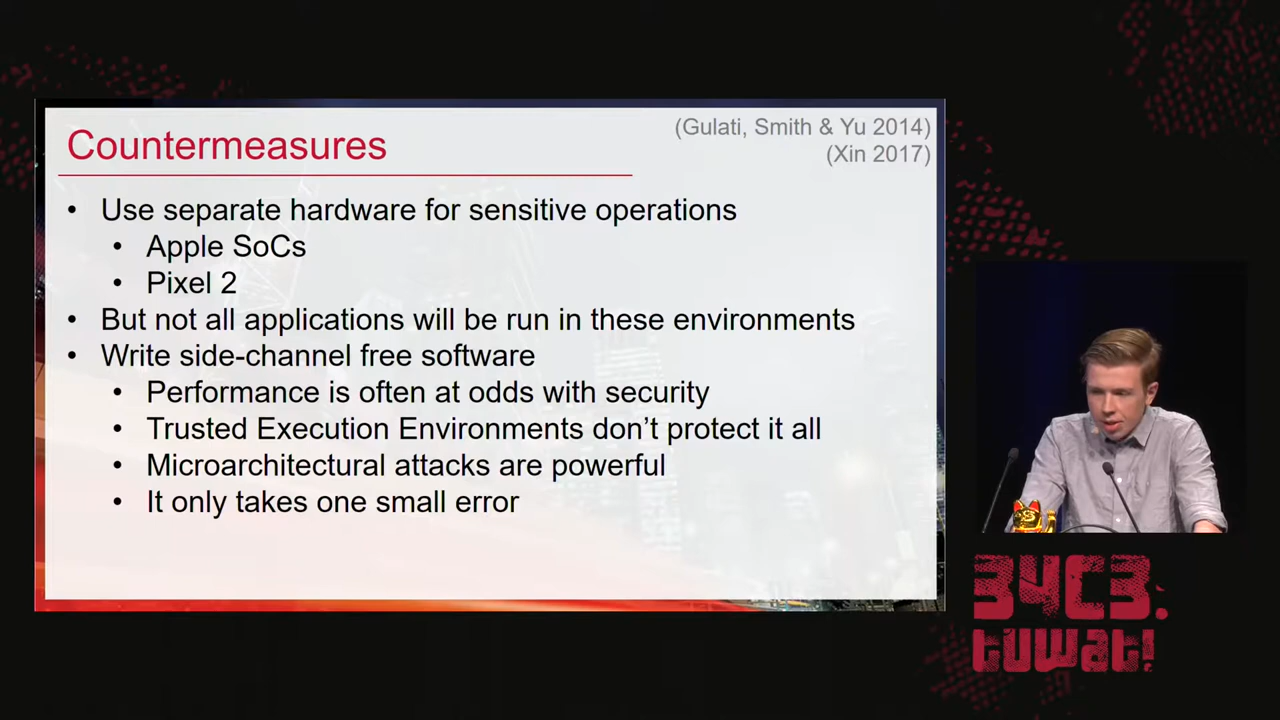 Countermeasures
(Gulati, Smith & Yu 2014)
(Xin 2017)
• Use separate hardware for sensitive operations
• Apple SoCs
• Pixel 2
• But not all applications will be run in these environments
• Write side-channel free software
• Performance is often at odds with security
• Trusted Execution Environments don’t protect it all
• Microarchitectural attacks are powerful
• It only takes one small error
34C3.
tuwat!